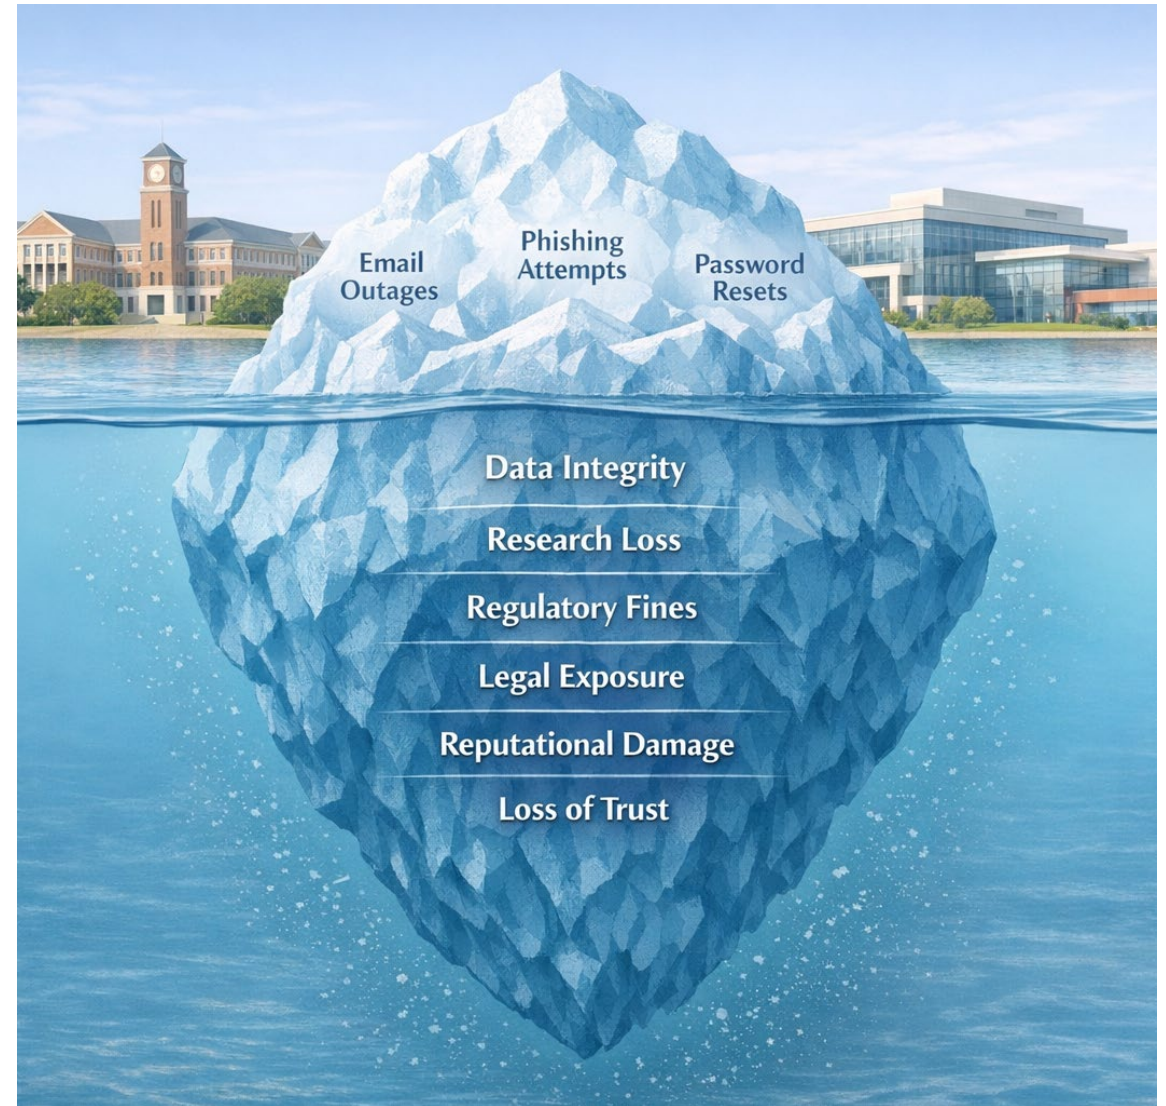 Email
Outages
Phishing
Attempts
Password
Resets
Data Integrity
Research Loss
Regulatory Fines
Legal Exposure
Reputational Damage
Loss of Trust